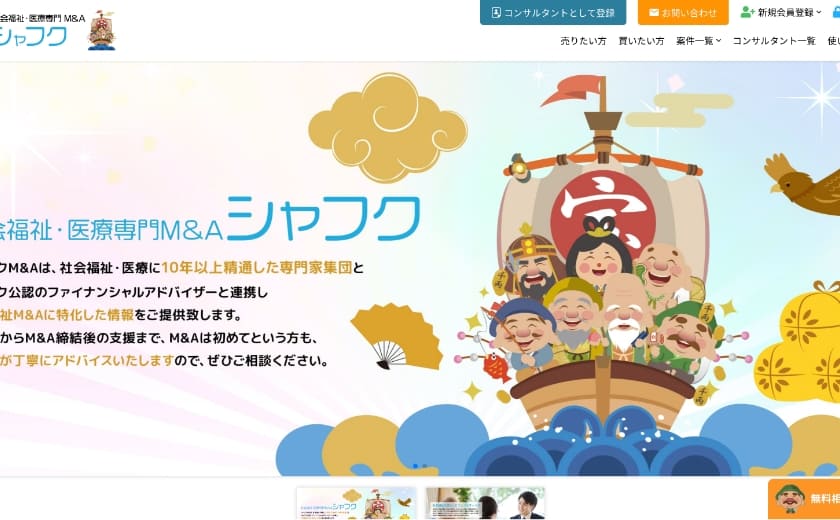 会福祉・医療専門 M&A
シャフク
コンサルタントとして登録
お問い合わせ
新規会員登録
売りたい方
買いたい方
案件一覧
コンサルタント一覧
使い
会福祉・医療専門M&A シャフク
クM&Aは、社会福祉・医療に10年以上精通した専門家集団と
ク公認のファイナンシャルアドバイザーと連携し
祉M&Aに特化した情報をご提供致します。
からM&A締結後の支援まで、M&Aは初めてという方も、
が丁寧にアドバイスいたしますので、ぜひご相談ください。
宝
千両
千両
千両
千両
無料相